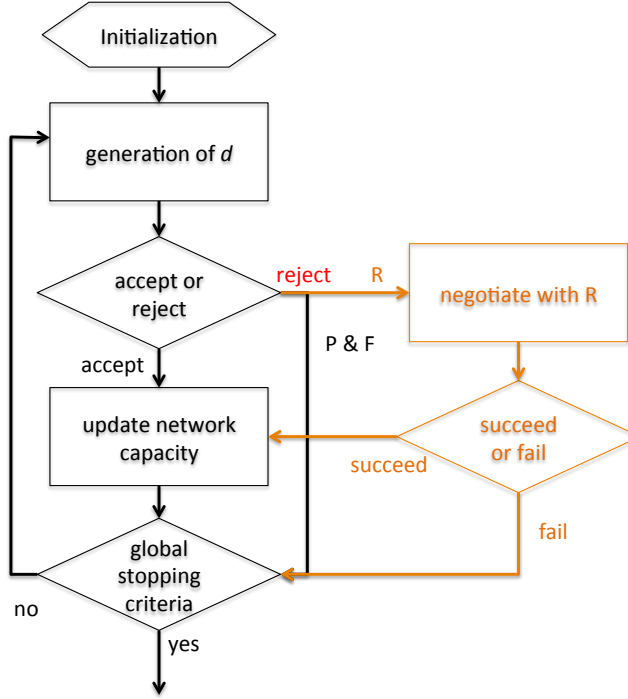 Initialization
generation of d
accept or
reject
reject
R
negotiate with R
P & F
accept
update network
capacity
succeed
or fail
succeed
fail
global
stopping
criteria
no
yes